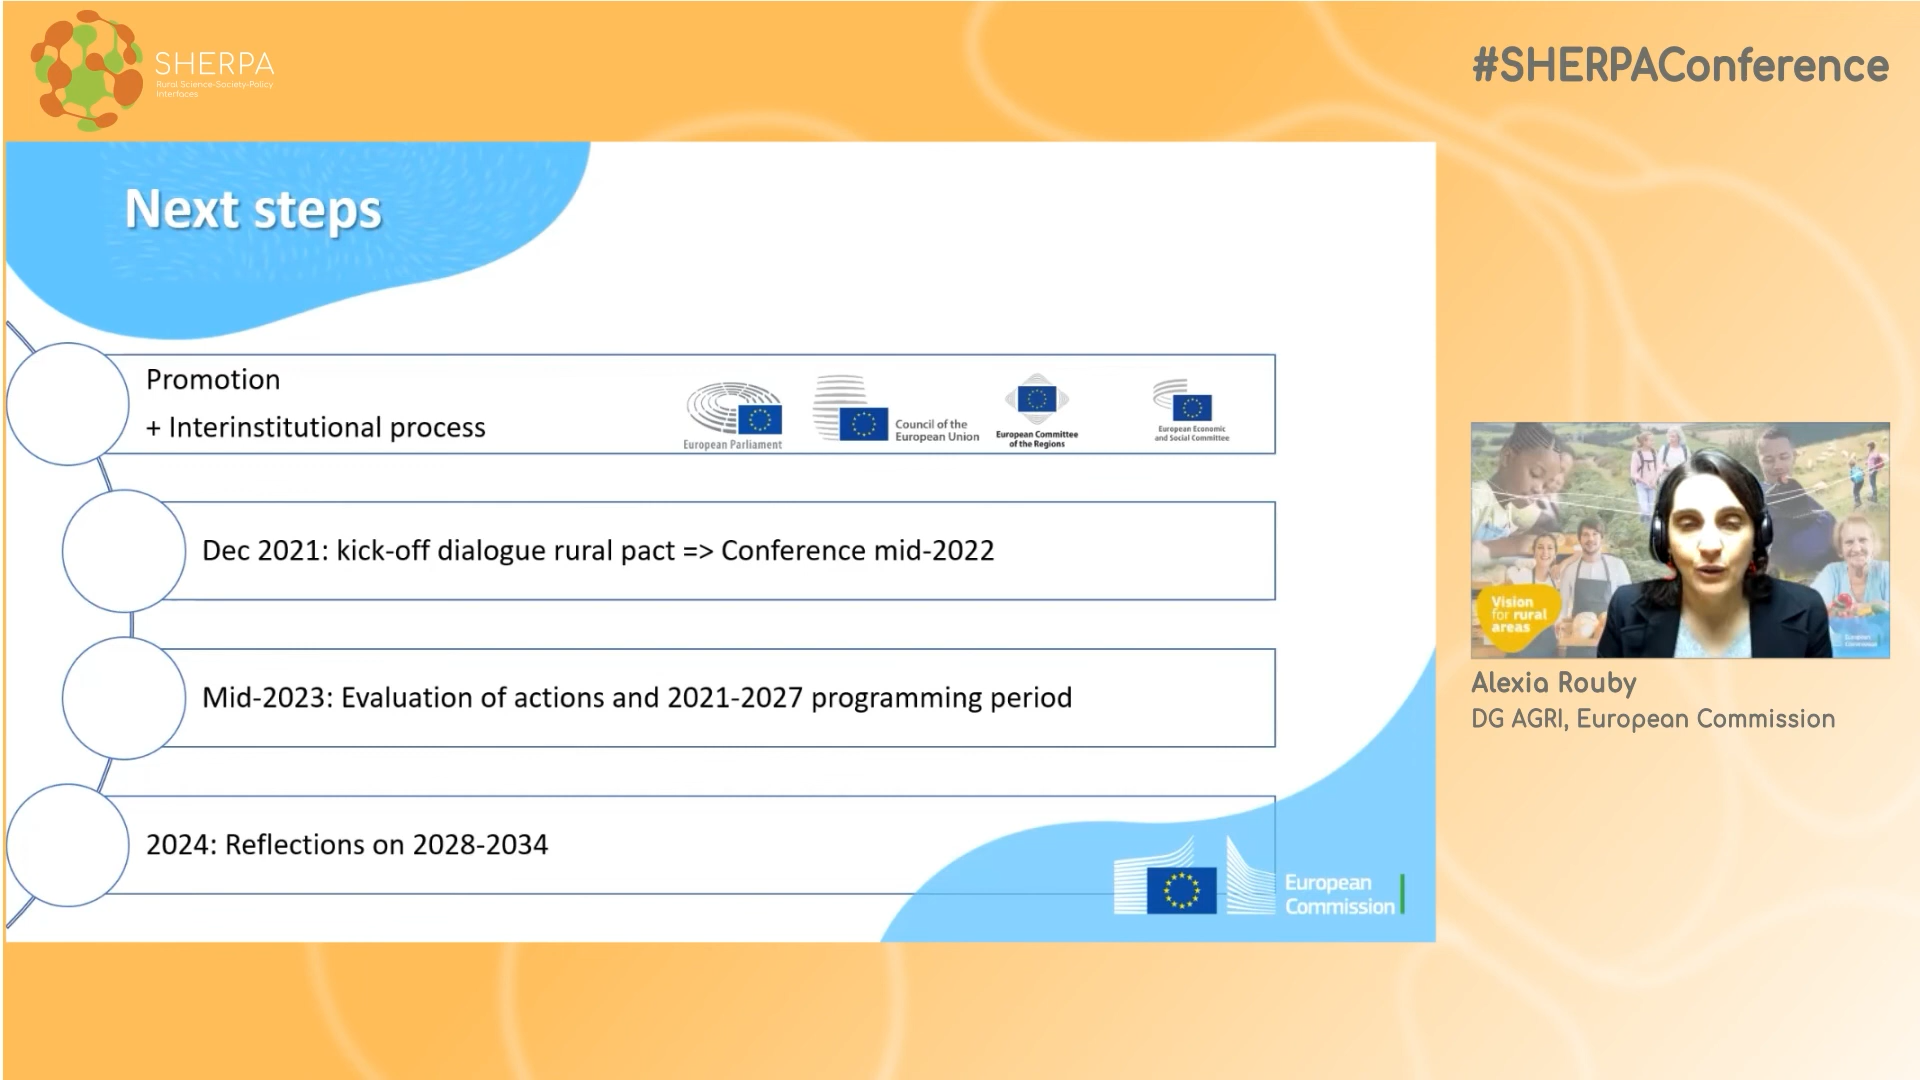 SHERPA
Rural Science-Society-Policy
Interfaces
#SHERPAConference
Next steps
Promotion
+ Interinstitutional process
European Parliament
Council of the
European Union
European Committee
of the Regions
European Economic
and Social Committee
Dec 2021: kick-off dialogue rural pact => Conference mid-2022
Mid-2023: Evaluation of actions and 2021-2027 programming period
2024: Reflections on 2028-2034
European
Commission
Vision
for rural
areas
European
Commission
Alexia Rouby
DG AGRI, European Commission